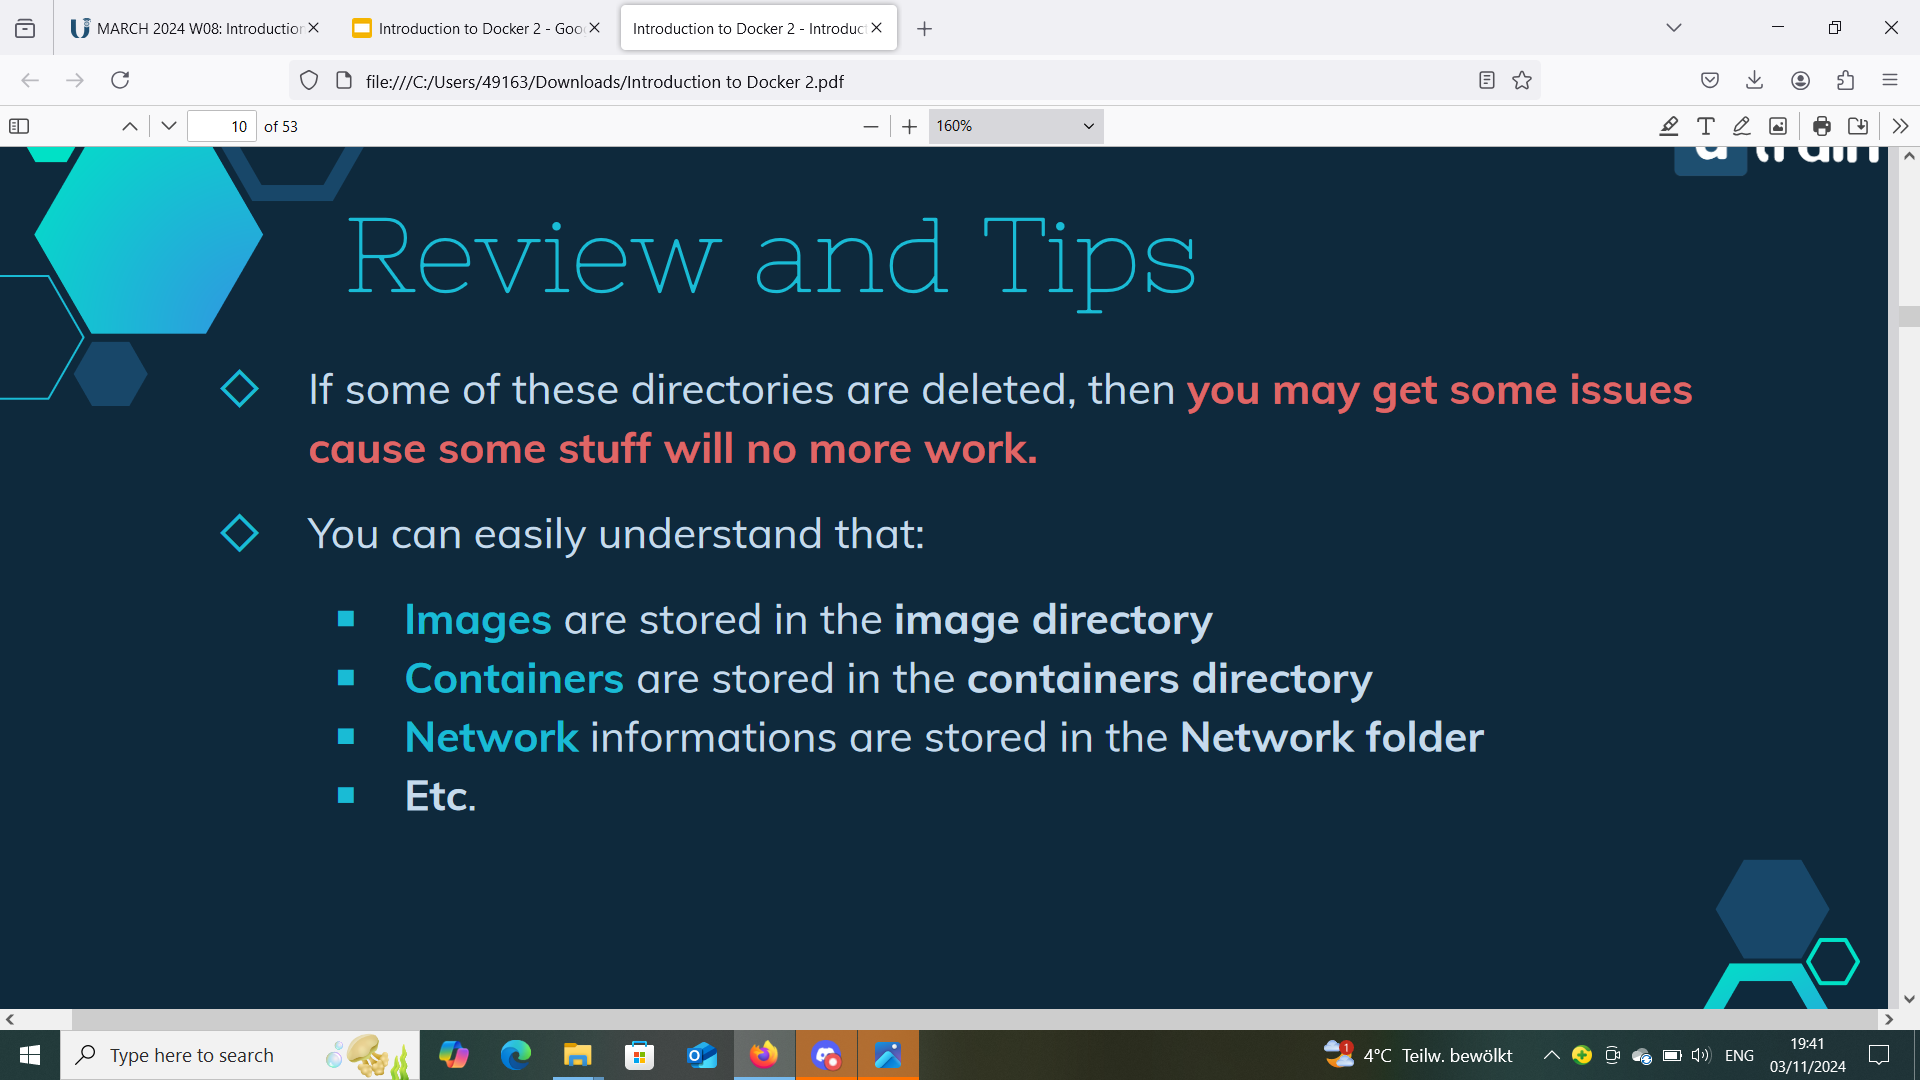 MARCH 2024 W08: Introduction
Introduction to Docker 2 - Goo
Introduction to Docker 2 - Introduc
file:///C:/Users/49163/Downloads/Introduction to Docker 2.pdf
10 of 53
160%
Review and Tips
If some of these directories are deleted, then you may get some issues
cause some stuff will no more work.
You can easily understand that:
Images are stored in the image directory
Containers are stored in the containers directory
Network informations are stored in the Network folder
Etc.
Type here to search
1
4°C Teilw. bewölkt
ENG
19:41
03/11/2024